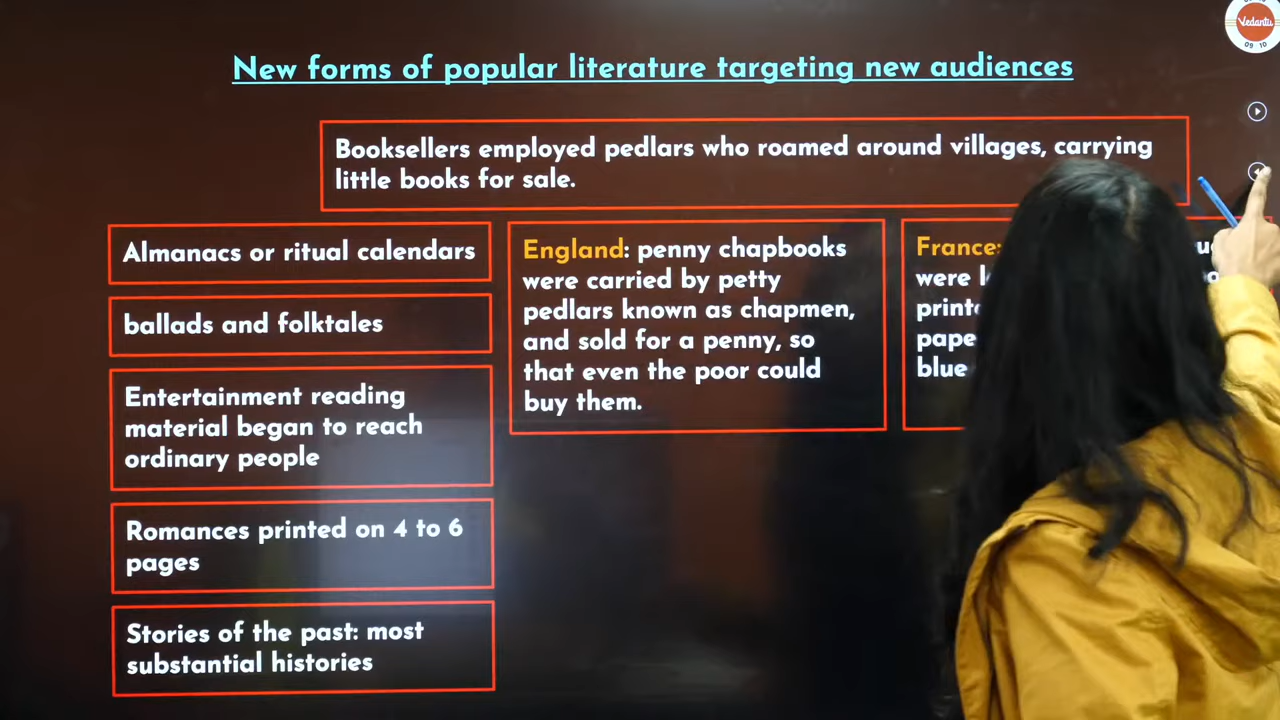 New forms of popular literature targeting new audiences
Vedantu
09 10
Booksellers employed pedlars who roamed around villages, carrying
little books for sale.
Almanacs or ritual calendars
ballads and folktales
Entertainment reading
material began to reach
ordinary people
Romances printed on 4 to 6
pages
Stories of the past: most
substantial histories
England: penny chapbooks
were carried by petty
pedlars known as chapmen,
and sold for a penny, so
that even the poor could
buy them.
France:
were
blue